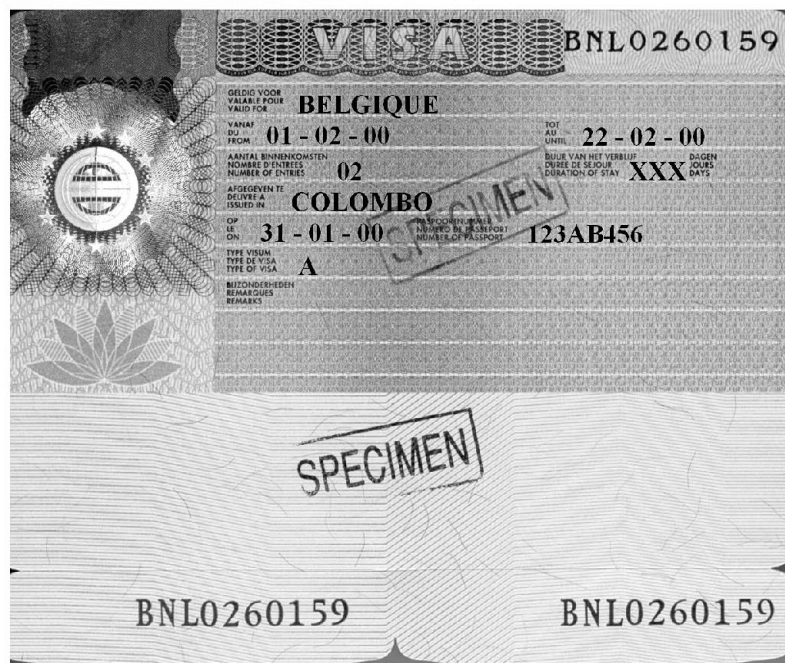 VISA BNL0260159
GELDIG VOOR
VALABLE POUR
VALID FOR
BELGIQUE
VANAF
DU
FROM
01 - 02 - 00
TOT
AU
UNTIL
22 - 02 - 00
AANTAL BINNENKOMSTEN
NOMBRE D'ENTREES
NUMBER OF ENTRIES
02
DUUR VAN HET VERBLIJF
DUREE DE SEJOUR
DURATION OF STAY
XXX
DAGEN
JOURS
DAYS
AFGEGEVEN TE
DELIVRE A
ISSUED IN
COLOMBO
OP
LE
ON
31 - 01 - 00
PASPOORTNUMMER
NUMERO DE PASSEPORT
NUMBER OF PASSPORT
123AB456
SPECIMEN
TYPE VISUM
TYPE DE VISA
TYPE OF VISA
A
BIJZONDERHEDEN
REMARQUES
REMARKS
SPECIMEN
BNL0260159 BNL0260159